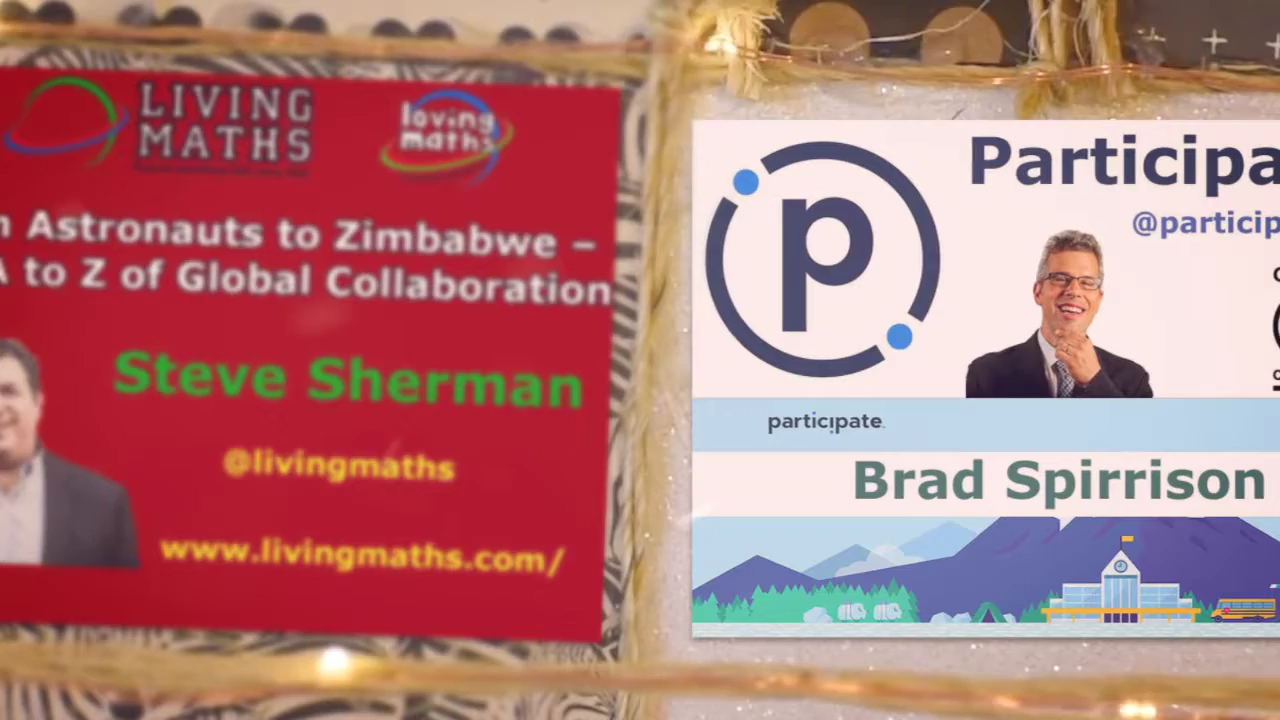 LIVING
MATHS
loving
maths
Astronauts to Zimbabwe –
A to Z of Global Collaboration
Steve Sherman
@livingmaths
www.livingmaths.com/
Participa
@particip
p
participate.
Brad Spirrison